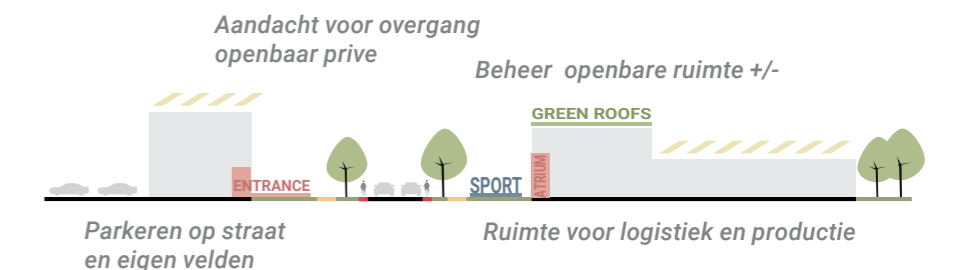 Aandacht voor overgang
openbaar prive
Beheer openbare ruimte +/-
GREEN ROOFS
ENTRANCE
SPORT
ATRIUM
Parkeren op straat
en eigen velden
Ruimte voor logistiek en productie